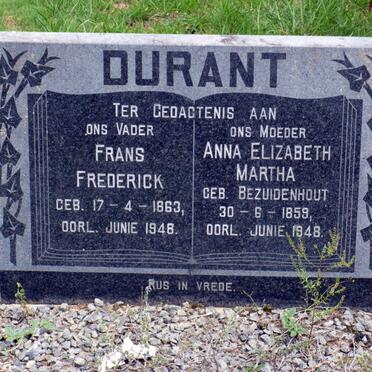 DURANT
TER GEDACTENIS AAN
ONS VADER
FRANS
FREDERICK
GEB. 17 - 4 - 1863,
OORL. JUNIE 1948.
ONS MOEDER
ANNA ELIZABETH
MARTHA
GEB. BEZUIDENHOUT
30 - 6 - 1859,
OORL. JUNIE 1948.
RUS IN VREDE.